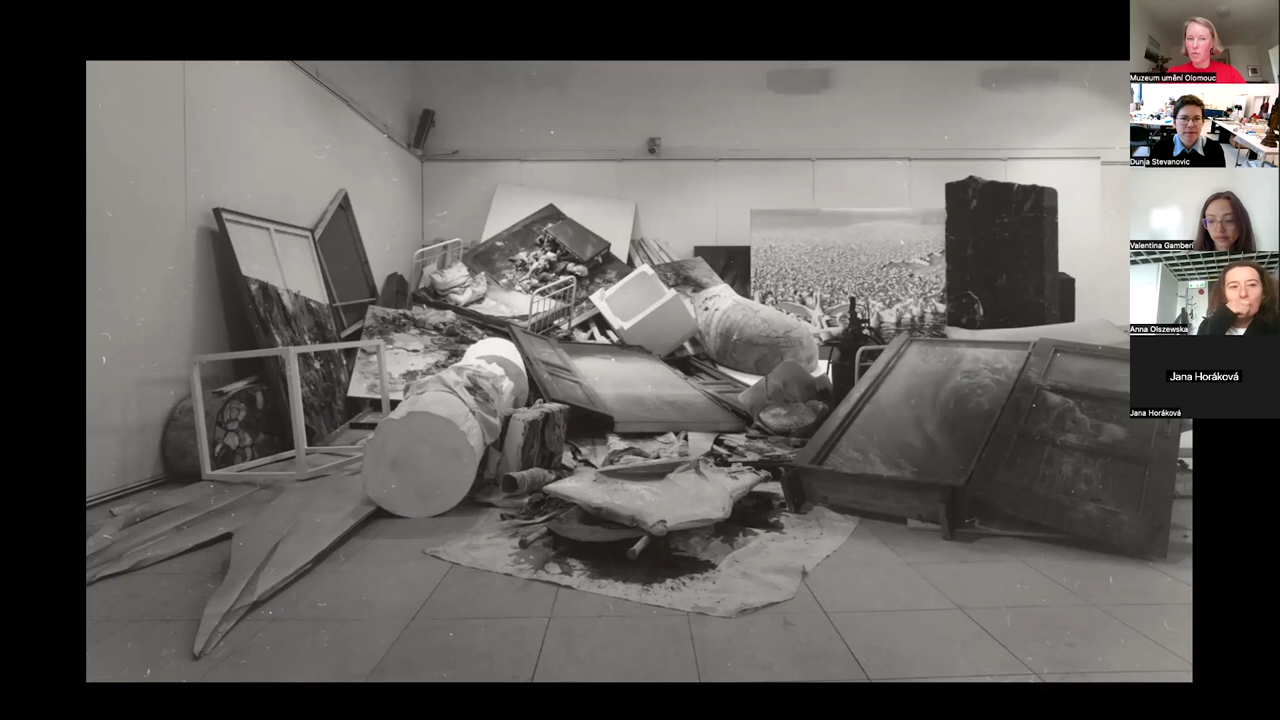 Muzeum umění Olomouc
Dunja Stevanovic
Valentina Gamberi
Anna Olszewska
Jana Horáková
Jana Horáková